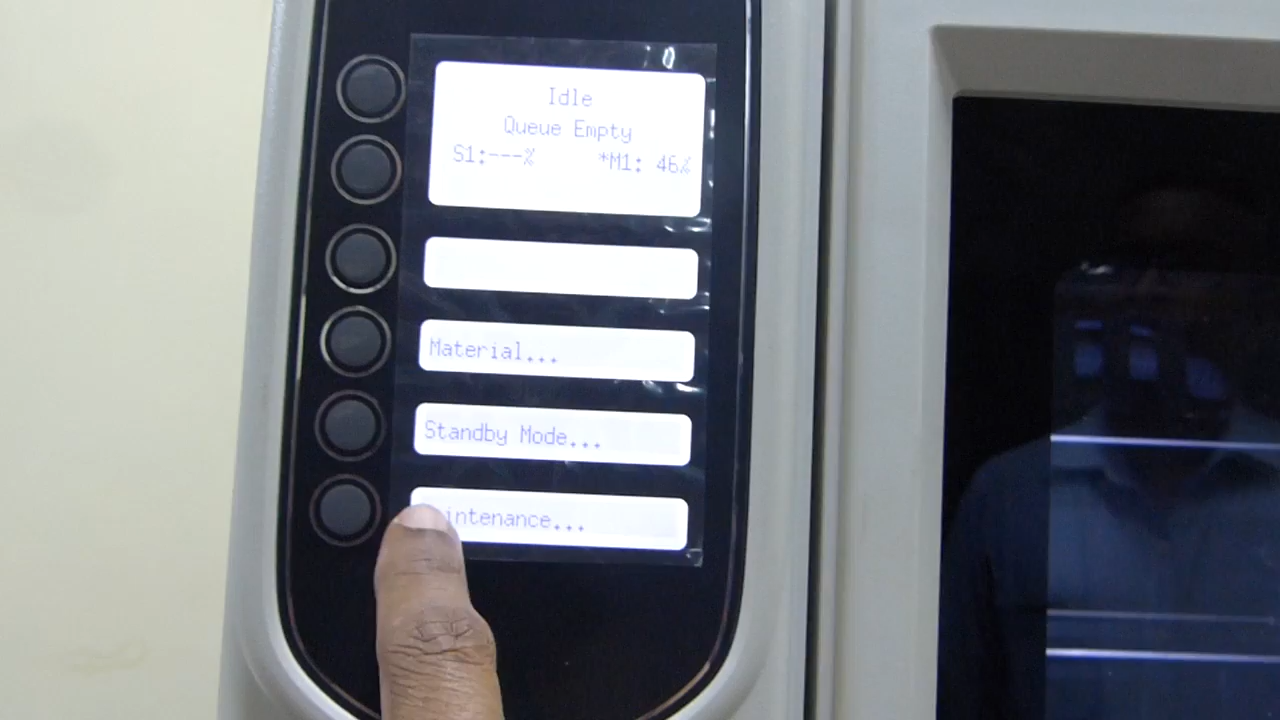 Idle
Queue Empty
S1:---% *M1: 46%
Material...
Standby Mode...
intenance...